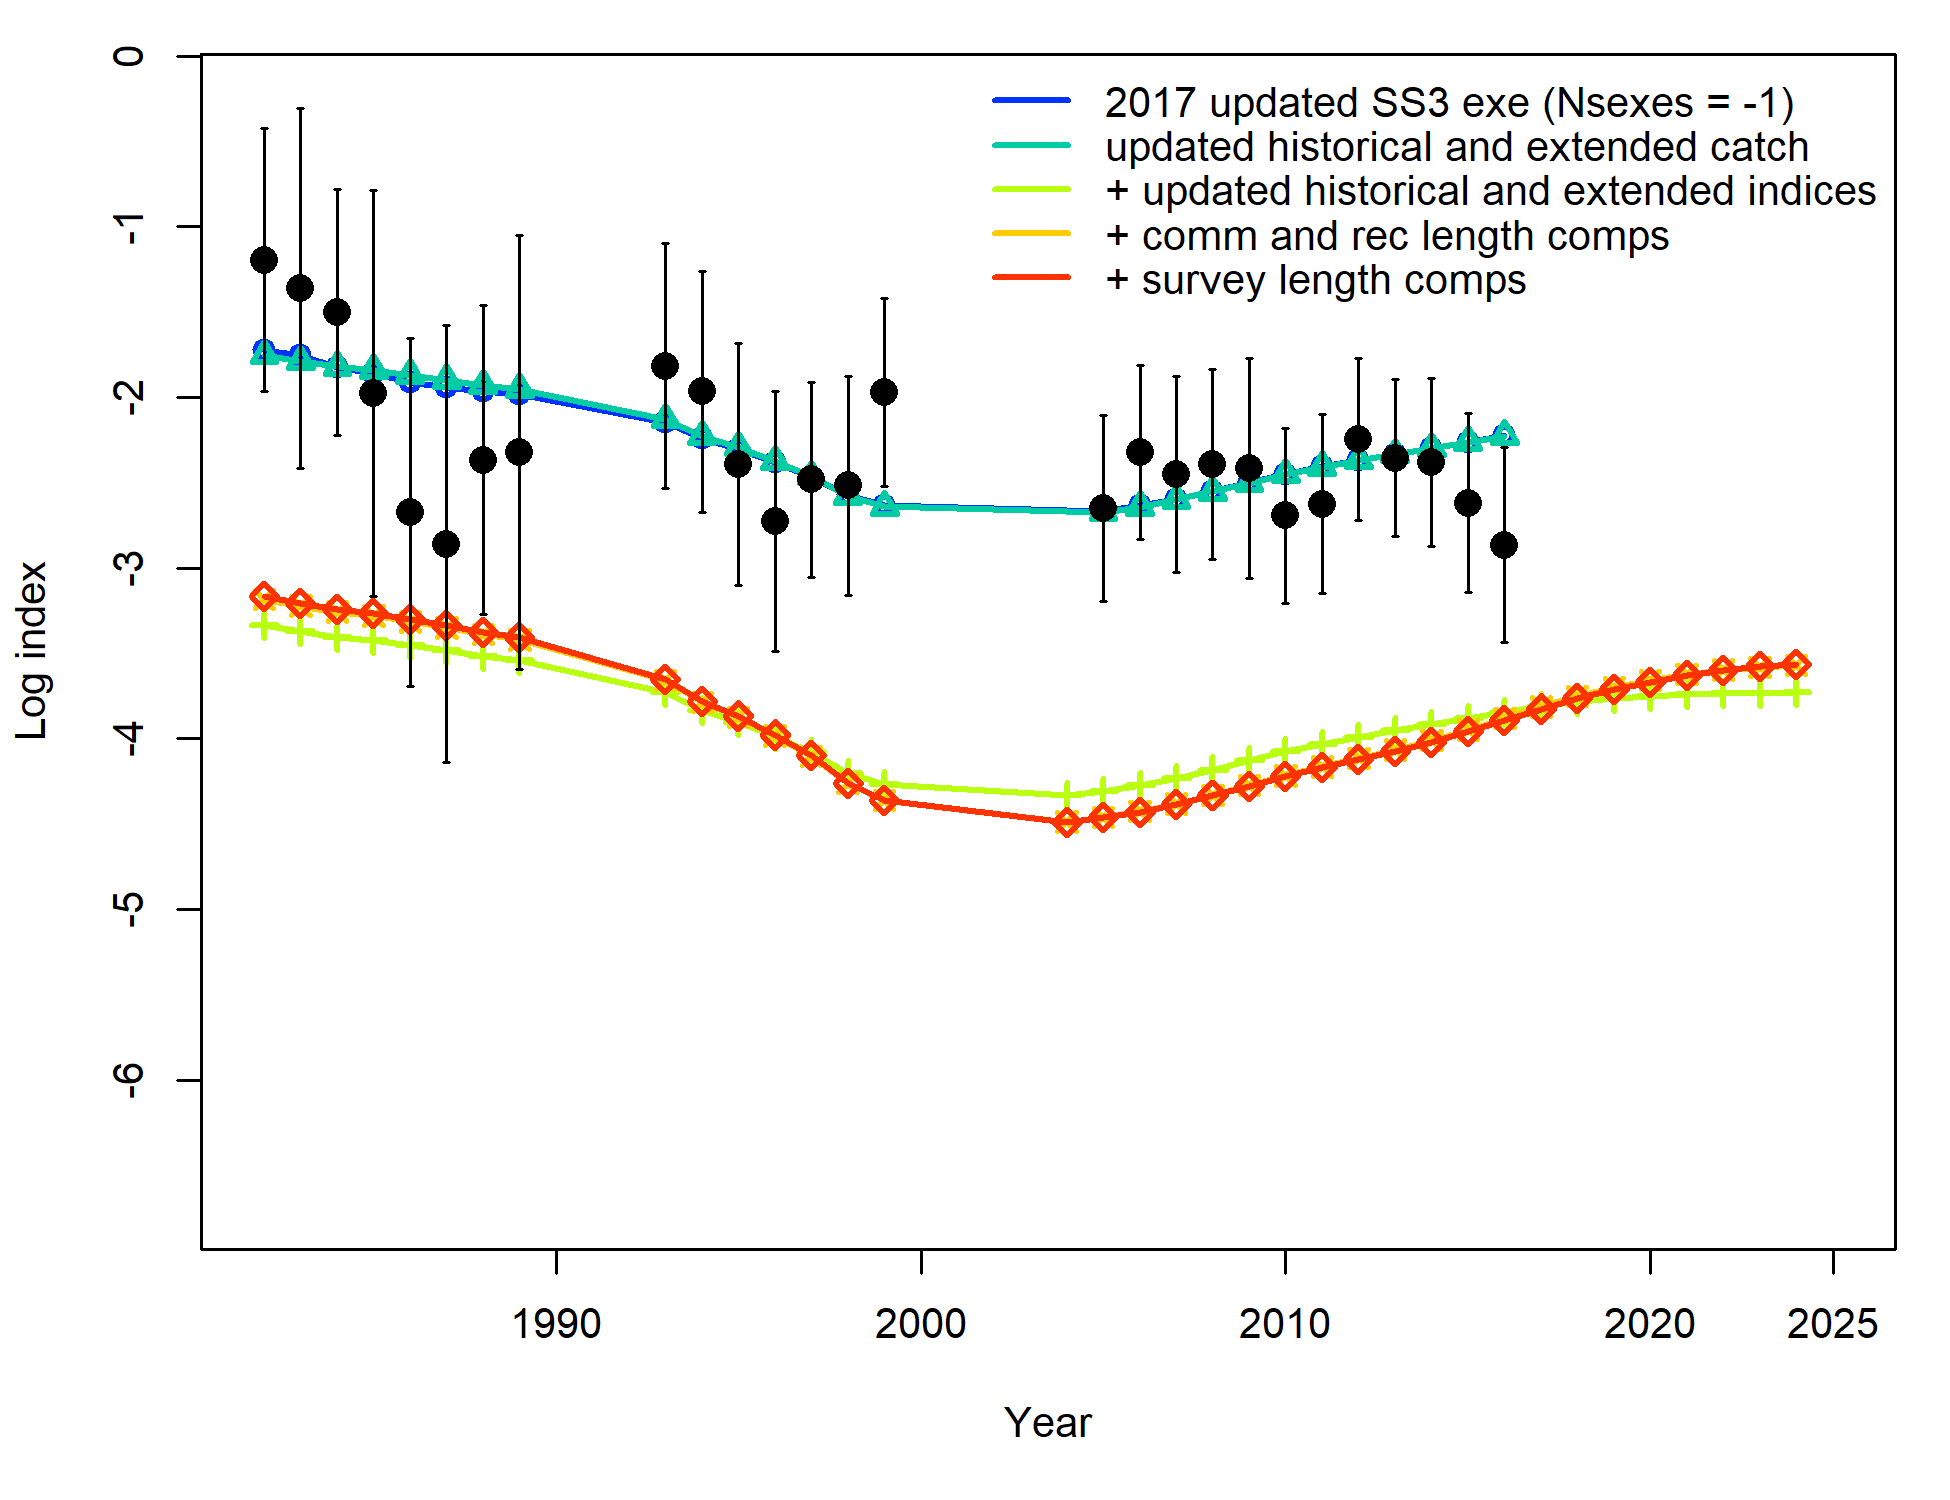 0
-1
-2
-3
-4
-5
-6
Log index
2017 updated SS3 exe (Nsexes = -1)
updated historical and extended catch
+ updated historical and extended indices
+ comm and rec length comps
+ survey length comps
1990
2000
2010
2020
2025
Year